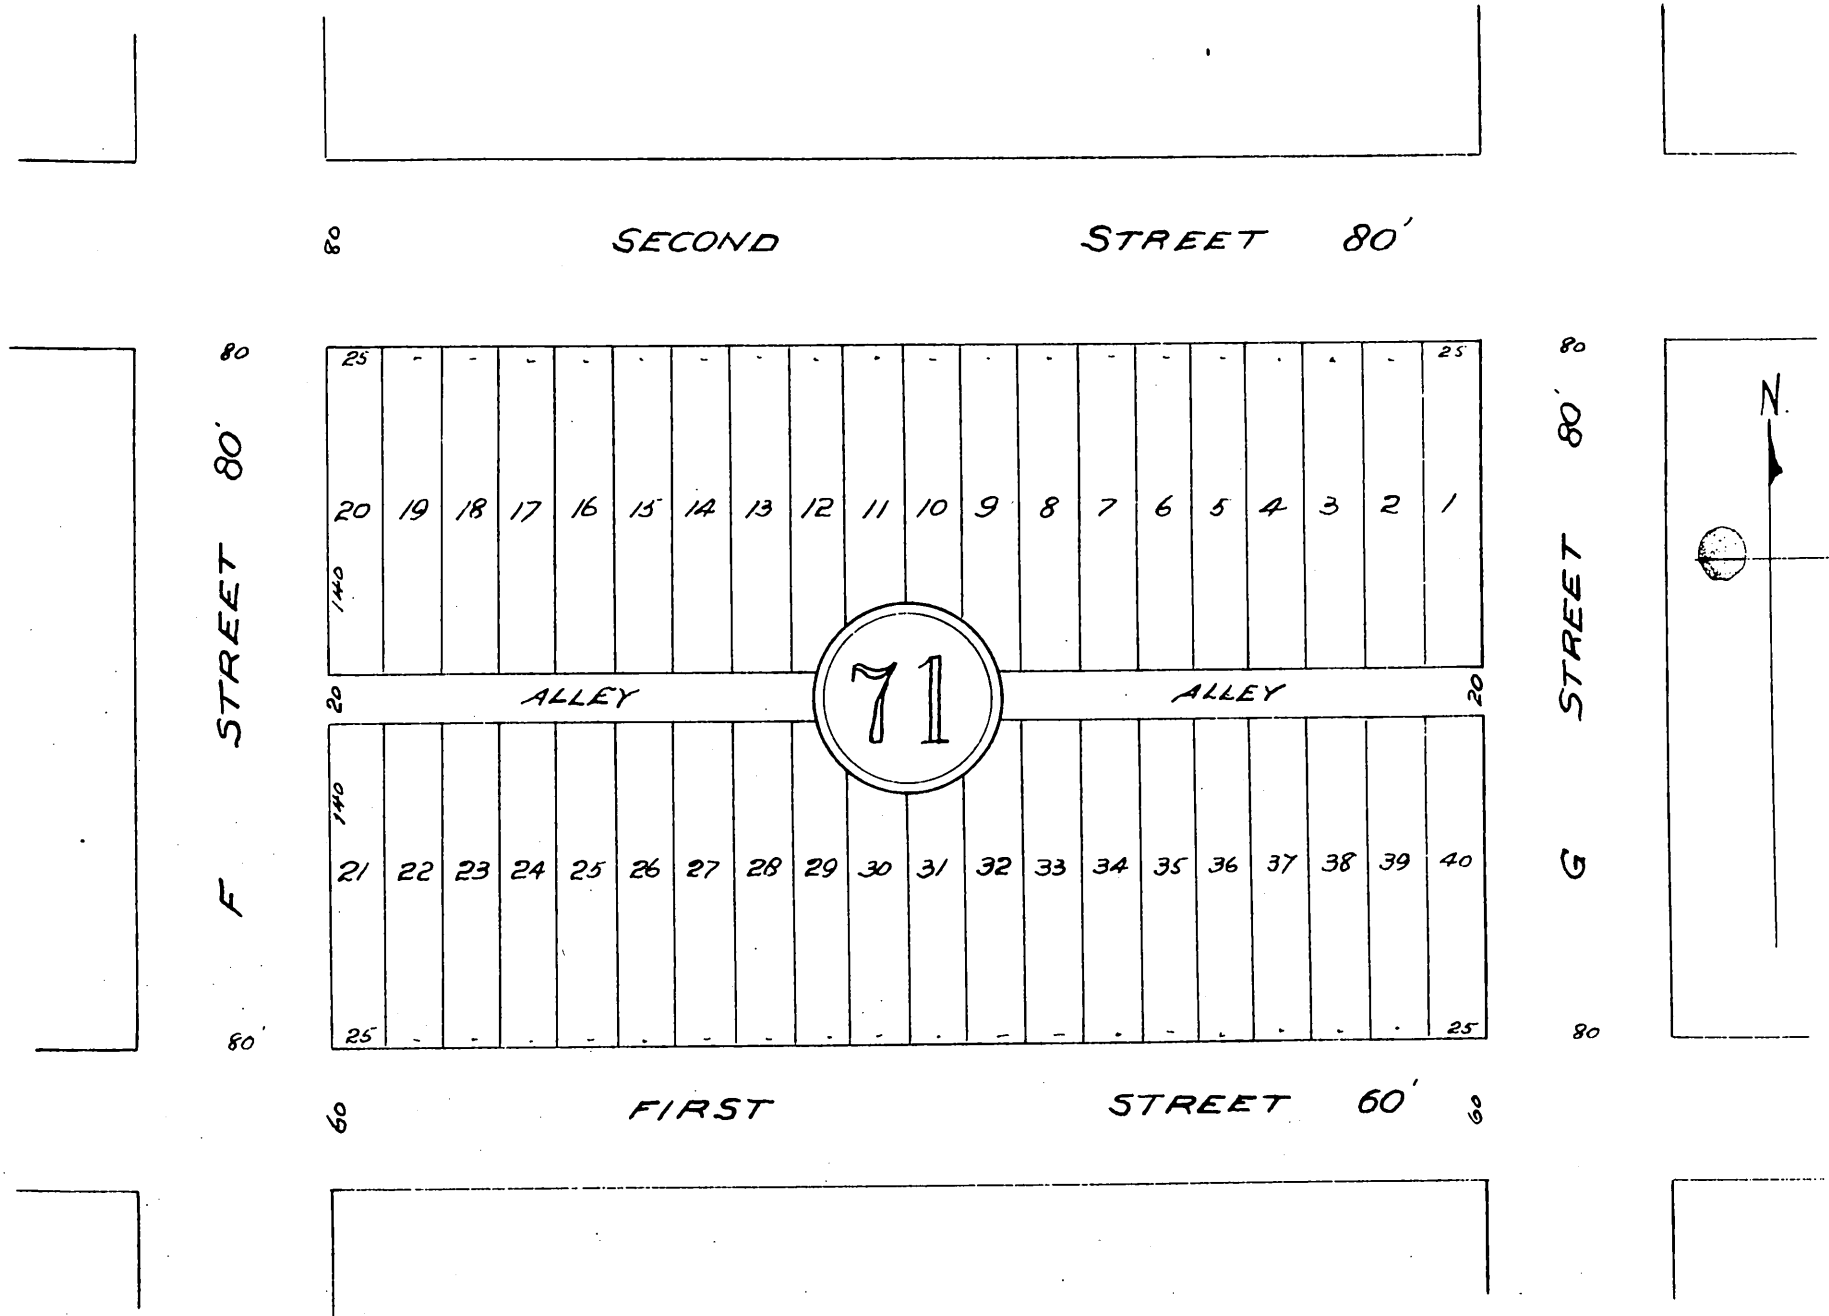 80 SECOND STREET 80'
80 25 25 80
N
F STREET 80'
G STREET 80'
20 19 18 17 16 15 14 13 12 11 10 9 8 7 6 5 4 3 2 1
140
20 ALLEY 71 ALLEY 20
140
21 22 23 24 25 26 27 28 29 30 31 32 33 34 35 36 37 38 39 40
80' 25 25 80
60 FIRST STREET 60' 60